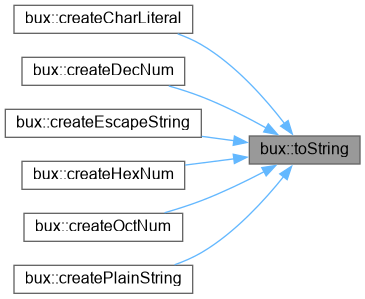 bux::createCharLiteral
bux::createDecNum
bux::createEscapeString
bux::toString
bux::createHexNum
bux::createOctNum
bux::createPlainString